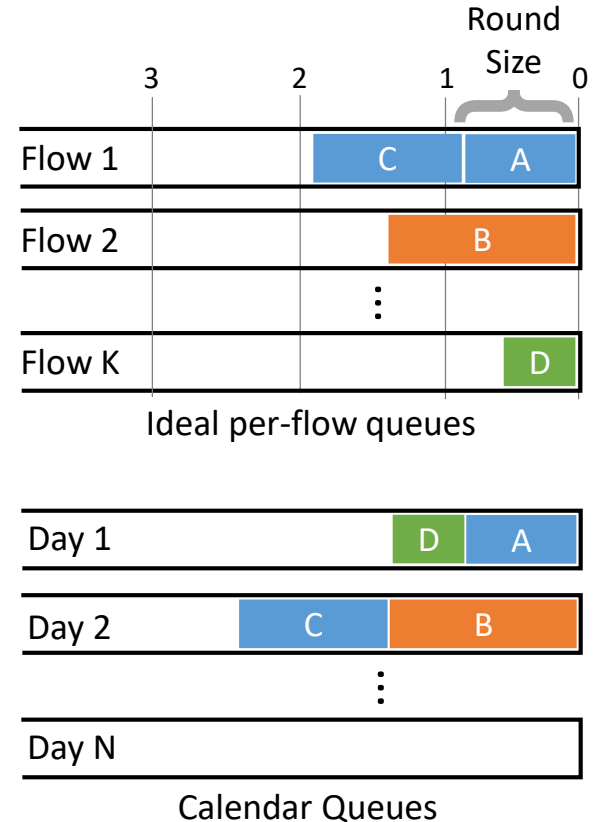 Round
Size
3 2 1 0
Flow 1 C A
Flow 2 B
⋮
Flow K D
Ideal per-flow queues
Day 1 D A
Day 2 C B
⋮
Day N
Calendar Queues